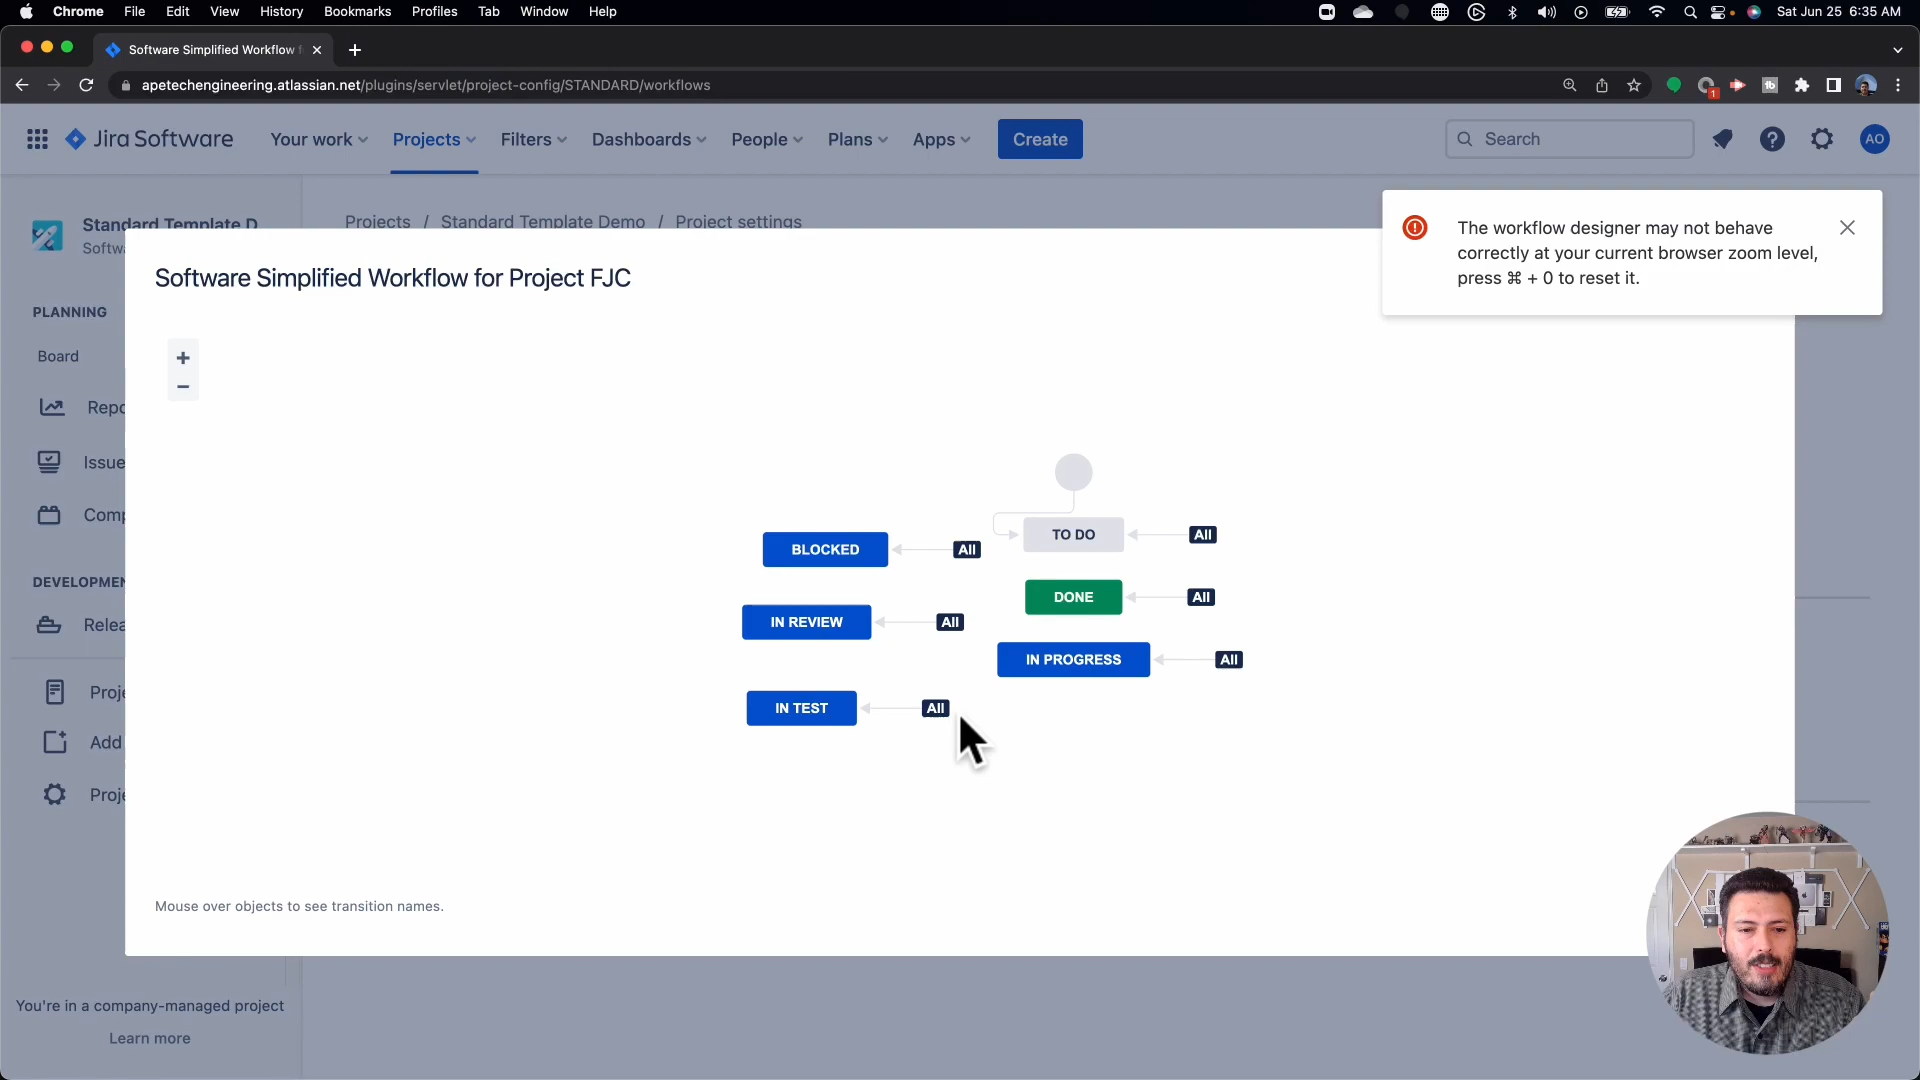 Chrome File Edit View History Bookmarks Profiles Tab Window Help Sat Jun 25 6:35 AM
Software Simplified Workflow f
apetechengineering.atlassian.net/plugins/servlet/project-config/STANDARD/workflows
1
Jira Software Your work Projects Filters Dashboards People Plans Apps Create Search AO
Standard Template D
Softw
Projects / Standard Template Demo / Project settings
The workflow designer may not behave
correctly at your current browser zoom level,
press ⌘ + 0 to reset it.
Software Simplified Workflow for Project FJC
PLANNING
Board
Repo
Issue
Comp
DEVELOPMEN
Relea
Proje
Add
Proje
+
−
TO DO All
BLOCKED All
DONE All
IN REVIEW All
IN PROGRESS All
IN TEST All
Mouse over objects to see transition names.
You're in a company-managed project
Learn more